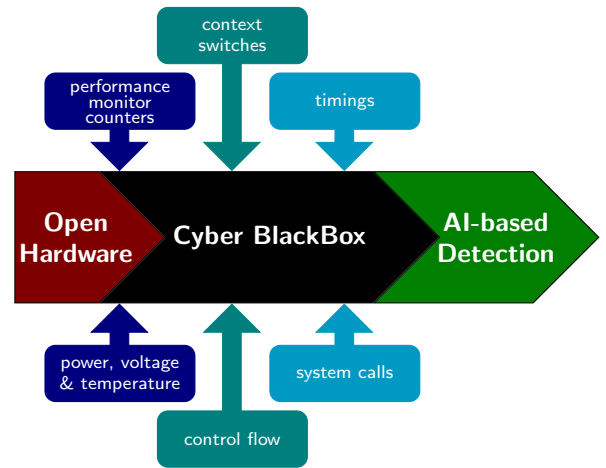 context
switches
performance
monitor
counters
timings
Open
Hardware
Cyber BlackBox
AI-based
Detection
power, voltage
& temperature
system calls
control flow